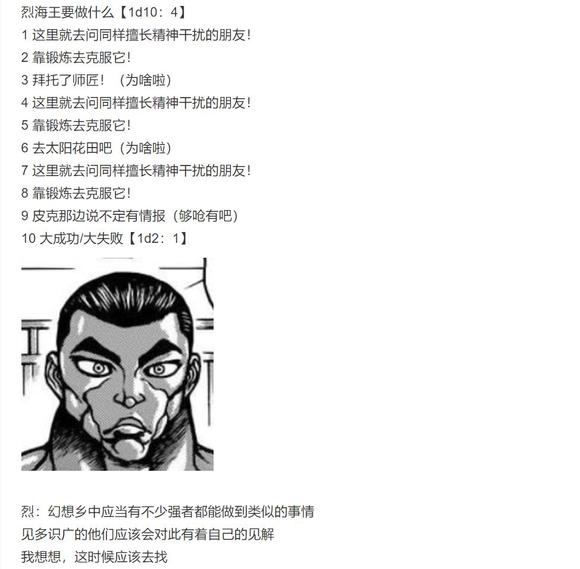 烈海王要做什么【1d10：4】
1 这里就去问同样擅长精神干扰的朋友！
2 靠锻炼去克服它！
3 拜托了师匠！（为啥啦）
4 这里就去问同样擅长精神干扰的朋友！
5 靠锻炼去克服它！
6 去太阳花田吧（为啥啦）
7 这里就去问同样擅长精神干扰的朋友！
8 靠锻炼去克服它！
9 皮克那边说不定有情报（够呛有吧）
10 大成功/大失败【1d2：1】
烈：幻想乡中应当有不少强者都能做到类似的事情
见多识广的他们应该会对此有着自己的见解
我想想，这时候应该去找